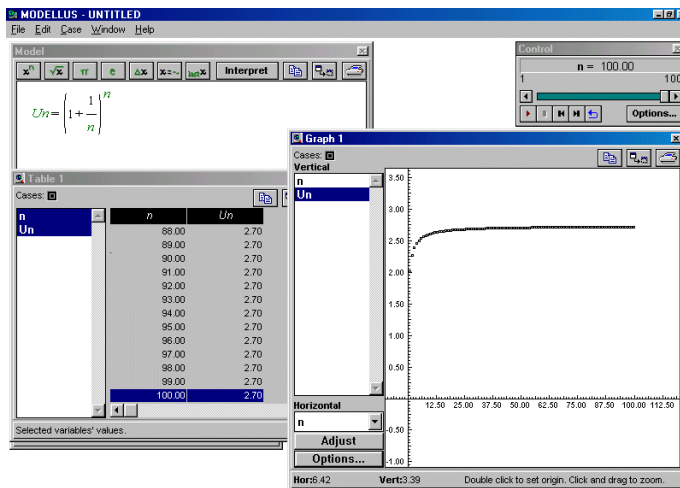 MODELLUS - UNTITLED
File Edit Case Window Help
Model
xⁿ √x π e Δx x=~ last x Interpret
Un = (1 + 1/n)ⁿ
Control
n = 100.00
1 100
Options...
Table 1
Cases:
n
Un
n Un
88.00 2.70
89.00 2.70
90.00 2.70
91.00 2.70
92.00 2.70
93.00 2.70
94.00 2.70
95.00 2.70
96.00 2.70
97.00 2.70
98.00 2.70
99.00 2.70
100.00 2.70
Selected variables' values.
Graph 1
Cases:
Vertical
n
Un
Horizontal
n
Adjust
Options...
3.50
3.00
2.50
2.00
1.50
1.00
0.50
12.50 25.00 37.50 50.00 62.50 75.00 87.50 100.00 112.50
-0.50
-1.00
Hor:6.42 Vert:3.39 Double click to set origin. Click and drag to zoom.